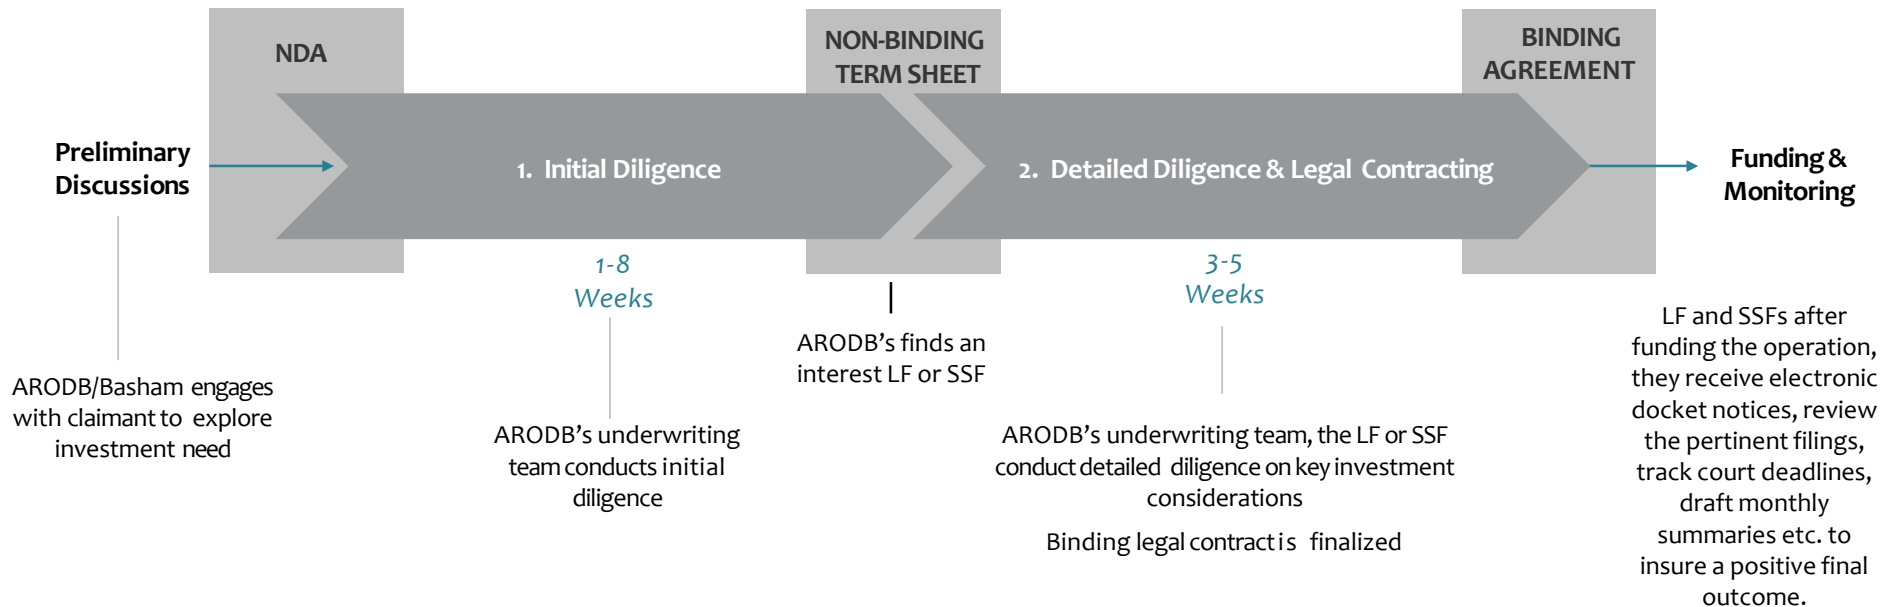 NDA
NON-BINDING
TERM SHEET
BINDING
AGREEMENT
Preliminary
Discussions
1. Initial Diligence
2. Detailed Diligence & Legal Contracting
Funding &
Monitoring
1-8
Weeks
3-5
Weeks
ARODB/Basham engages
with claimant to explore
investment need
ARODB’s underwriting
team conducts initial
diligence
ARODB’s finds an
interest LF or SSF
ARODB’s underwriting team, the LF or SSF
conduct detailed diligence on key investment
considerations
Binding legal contract is finalized
LF and SSFs after
funding the operation,
they receive electronic
docket notices, review
the pertinent filings,
track court deadlines,
draft monthly
summaries etc. to
insure a positive final
outcome.